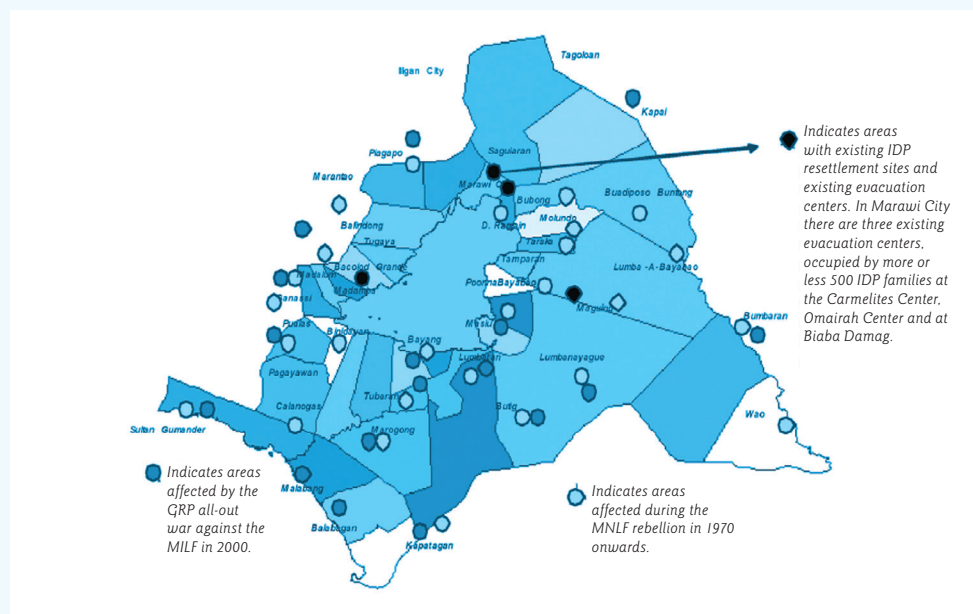 Tagoloan
Iligan City
Kapai
Indicates areas
with existing IDP
resettlement sites and
existing evacuation
centers. In Marawi City
there are three existing
evacuation centers,
occupied by more or
less 500 IDP families at
the Carmelites Center,
Omairah Center and at
Biaba Damag.
Piagapo
Saguiaran
Marantao
Marawi
Bubong
Buadiposo Buntong
Molundo
Balindong
D. Ragain
Tugaya
Taraka
Tamparan
Bacolod Grande
Lumba -A-Bayabao
Madalum
Madamba
Poonna Bayabao
Ganassi
Maguing
Bumbaran
Pualas
Binidayan
Masiu
Bayang
Lumbatan
Lumbanayague
Pagayawan
Tubaran
Calanogas
Butig
Wao
Sultan Gumander
Marogong
Indicates areas
affected by the
GRP all-out
war against the
MILF in 2000.
Malabang
Indicates areas
affected during the
MNLF rebellion in 1970
onwards.
Balabagan
Kapatagan